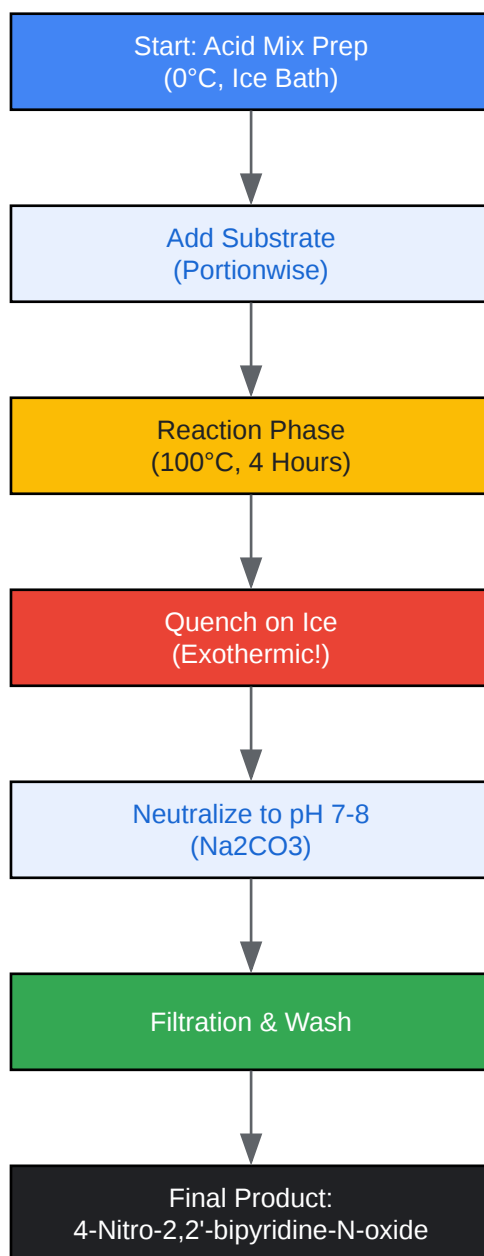 Start: Acid Mix Prep
(0°C, Ice Bath)
Add Substrate
(Portionwise)
Reaction Phase
(100°C, 4 Hours)
Quench on Ice
(Exothermic!)
Neutralize to pH 7-8
(Na2CO3)
Filtration & Wash
Final Product:
4-Nitro-2,2'-bipyridine-N-oxide